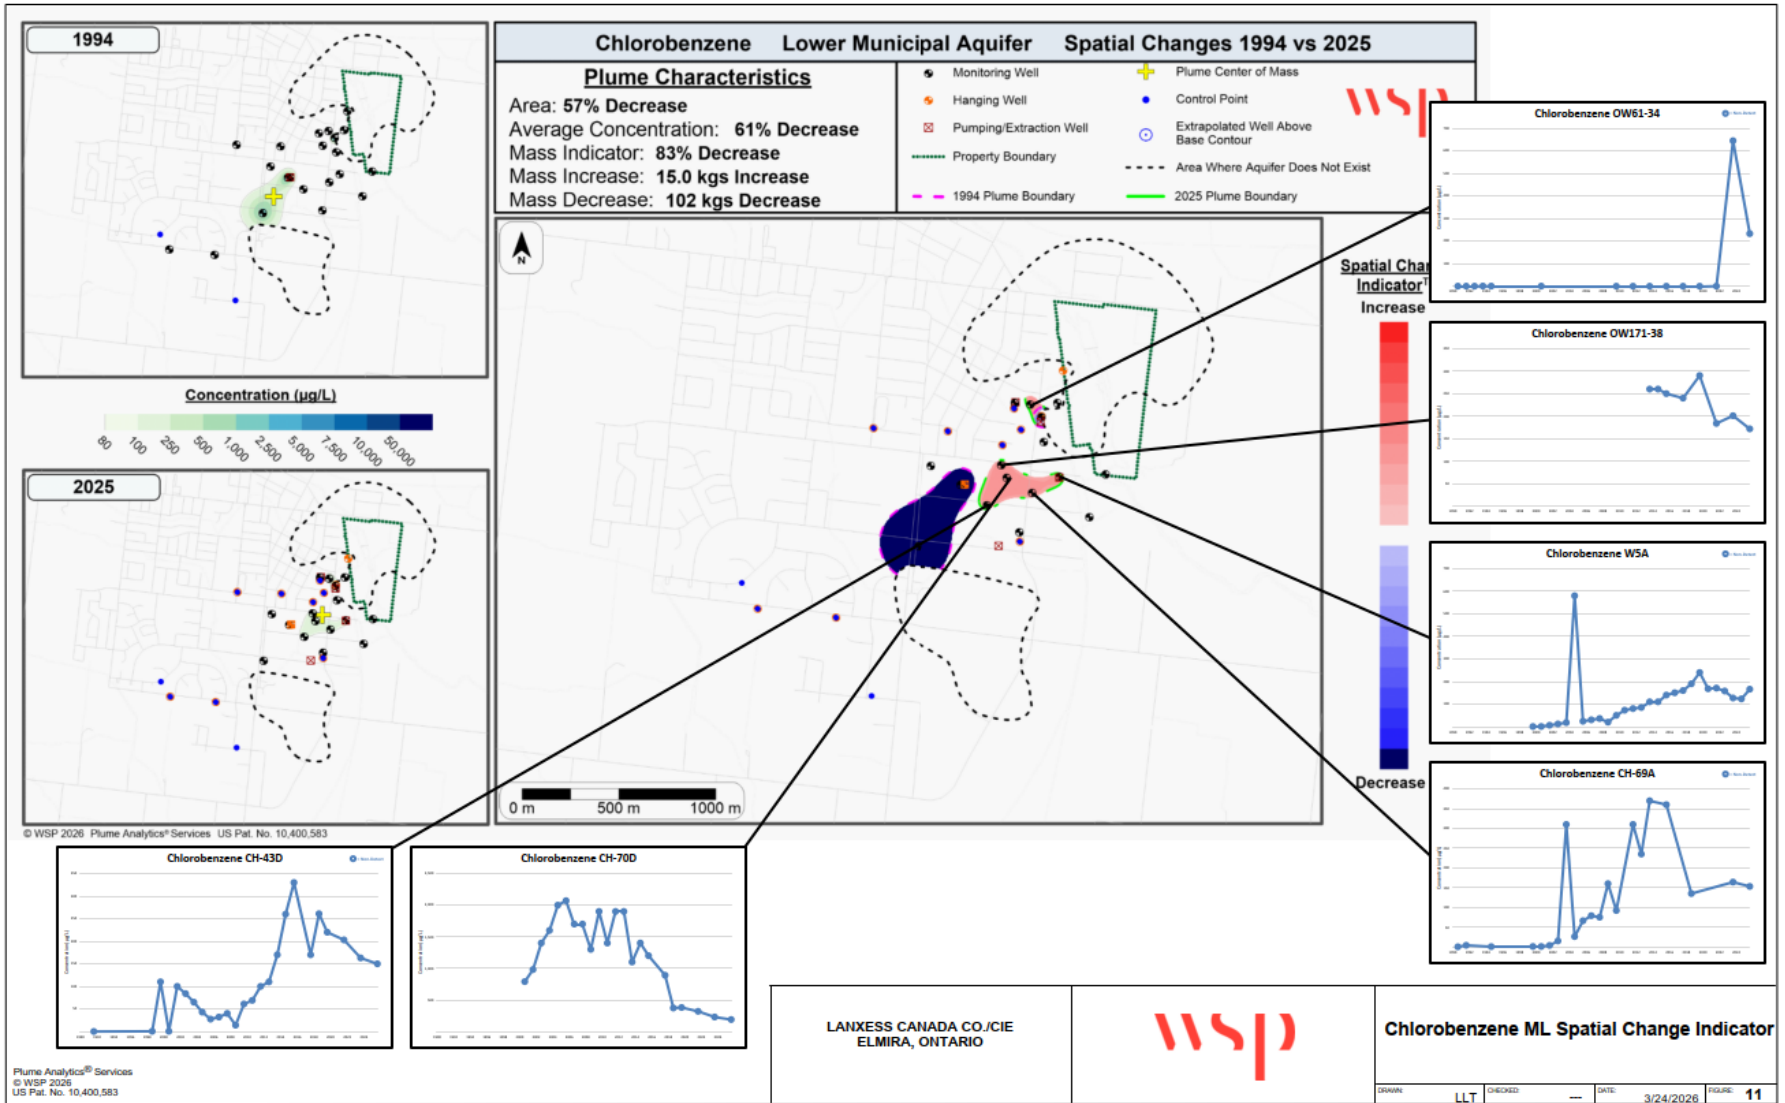 1994
Chlorobenzene Lower Municipal Aquifer Spatial Changes 1994 vs 2025
Plume Characteristics
Area: 57% Decrease
Average Concentration: 61% Decrease
Mass Indicator: 83% Decrease
Mass Increase: 15.0 kgs Increase
Mass Decrease: 102 kgs Decrease
Monitoring Well
Hanging Well
Pumping/Extraction Well
Property Boundary
1994 Plume Boundary
Plume Center of Mass
Control Point
Extrapolated Well Above
Base Contour
Area Where Aquifer Does Not Exist
2025 Plume Boundary
wsp
Concentration (µg/L)
80 100 250 500 1,000 2,500 5,000 7,500 10,000 50,000
2025
© WSP 2026 Plume Analytics® Services US Pat. No. 10,400,583
N
0 m 500 m 1000 m
Spatial Char
Indicator
Increase
Decrease
Chlorobenzene OW61-34
Chlorobenzene OW171-38
Chlorobenzene W5A
Chlorobenzene CH-69A
Chlorobenzene CH-43D
Chlorobenzene CH-70D
Plume Analytics® Services
© WSP 2026
US Pat. No. 10,400,583
LANXESS CANADA CO./CIE
ELMIRA, ONTARIO
wsp
Chlorobenzene ML Spatial Change Indicator
DRAWN: LLT CHECKED: --- DATE: 3/24/2026 FIGURE: 11